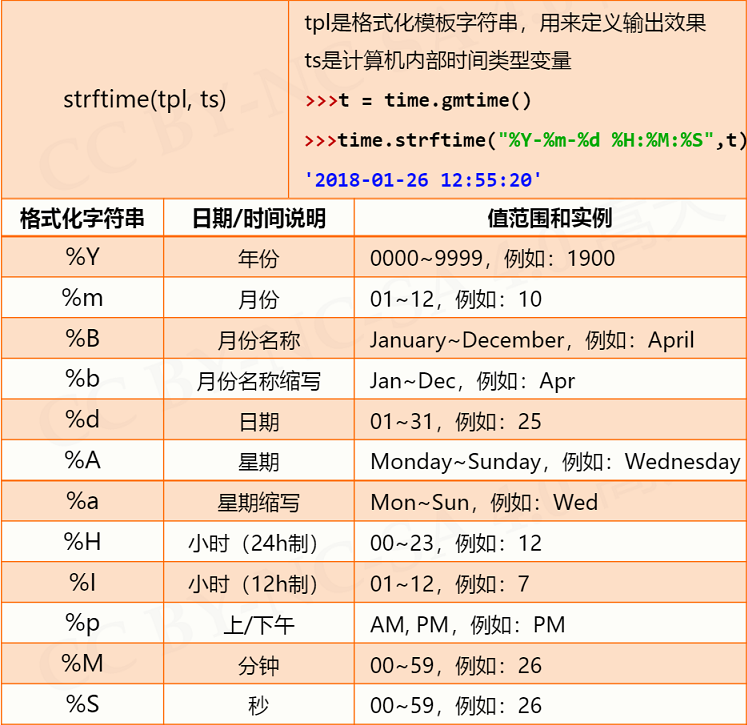 strftime(tpl, ts)
tpl是格式化模板字符串，用来定义输出效果
ts是计算机内部时间类型变量
>>>t = time.gmtime()
>>>time.strftime("%Y-%m-%d %H:%M:%S",t)
'2018-01-26 12:55:20'
格式化字符串 日期/时间说明 值范围和实例
%Y 年份 0000~9999，例如：1900
%m 月份 01~12，例如：10
%B 月份名称 January~December，例如：April
%b 月份名称缩写 Jan~Dec，例如：Apr
%d 日期 01~31，例如：25
%A 星期 Monday~Sunday，例如：Wednesday
%a 星期缩写 Mon~Sun，例如：Wed
%H 小时（24h制） 00~23，例如：12
%I 小时（12h制） 01~12，例如：7
%p 上/下午 AM, PM，例如：PM
%M 分钟 00~59，例如：26
%S 秒 00~59，例如：26